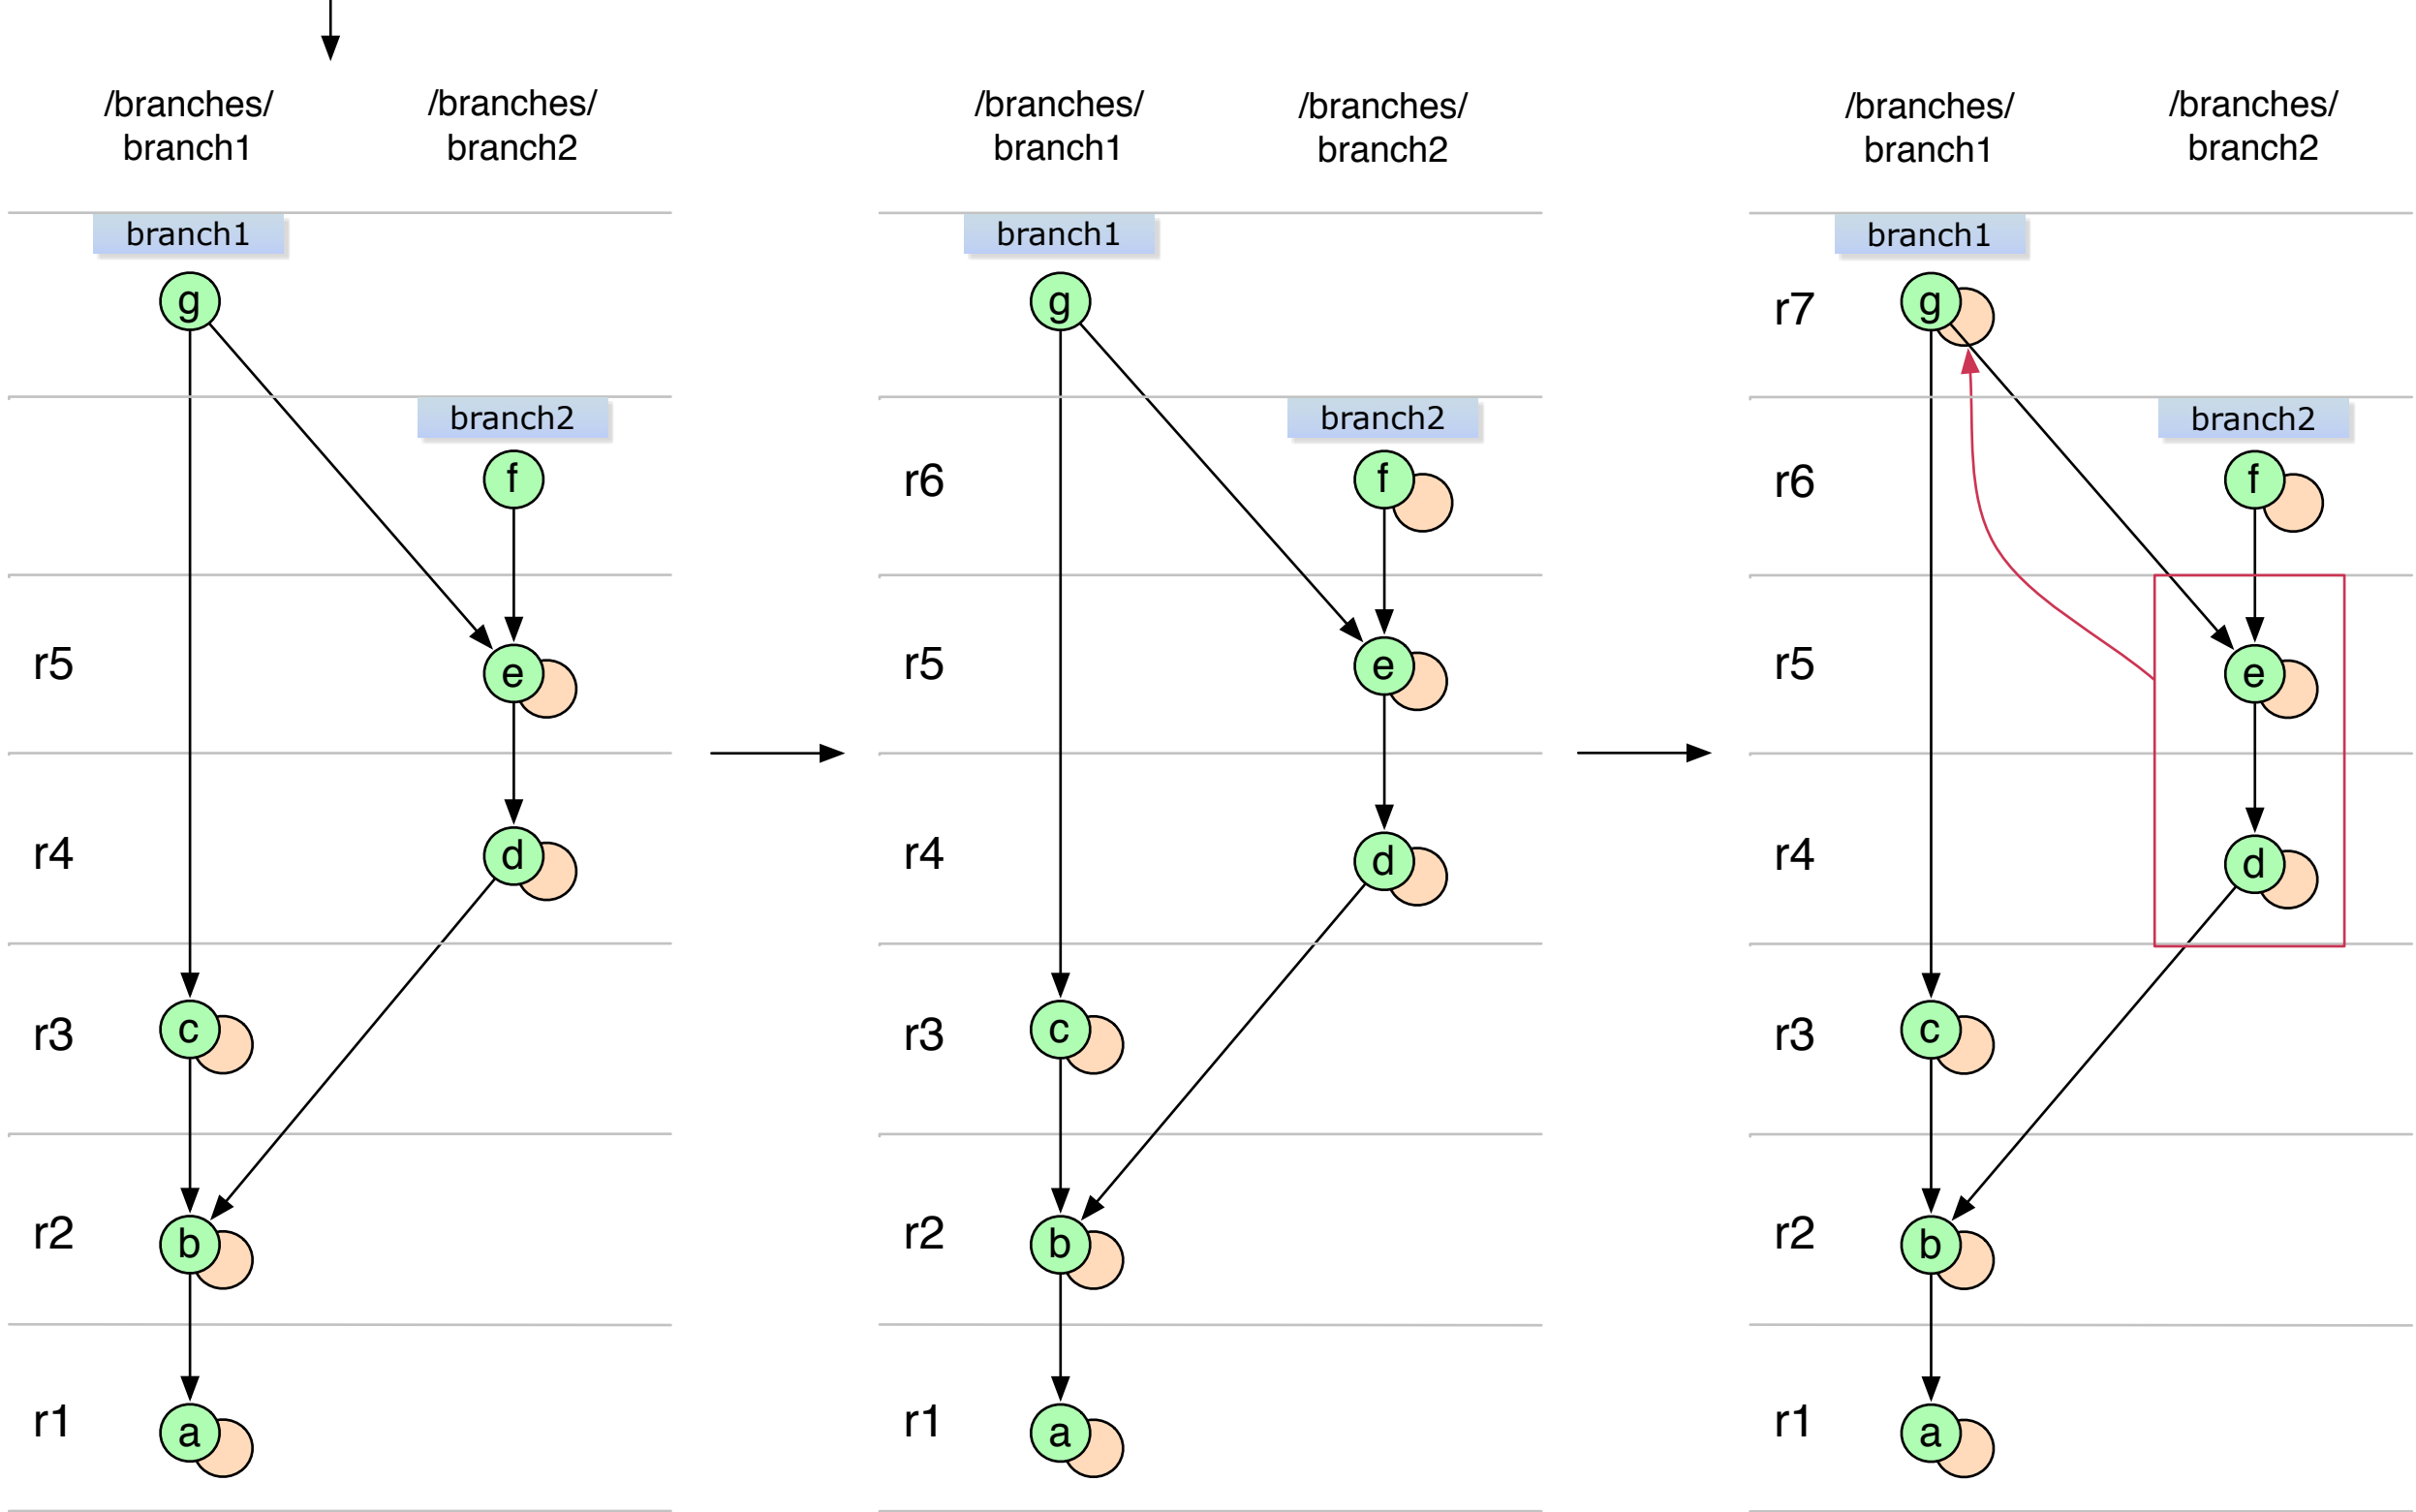 /branches/
branch1
/branches/
branch2
branch1
g
branch2
f
r5
e
r4
d
r3
c
r2
b
r1
a
/branches/
branch1
/branches/
branch2
branch1
g
branch2
r6
f
r5
e
r4
d
r3
c
r2
b
r1
a
/branches/
branch1
/branches/
branch2
branch1
r7
g
branch2
r6
f
r5
e
r4
d
r3
c
r2
b
r1
a